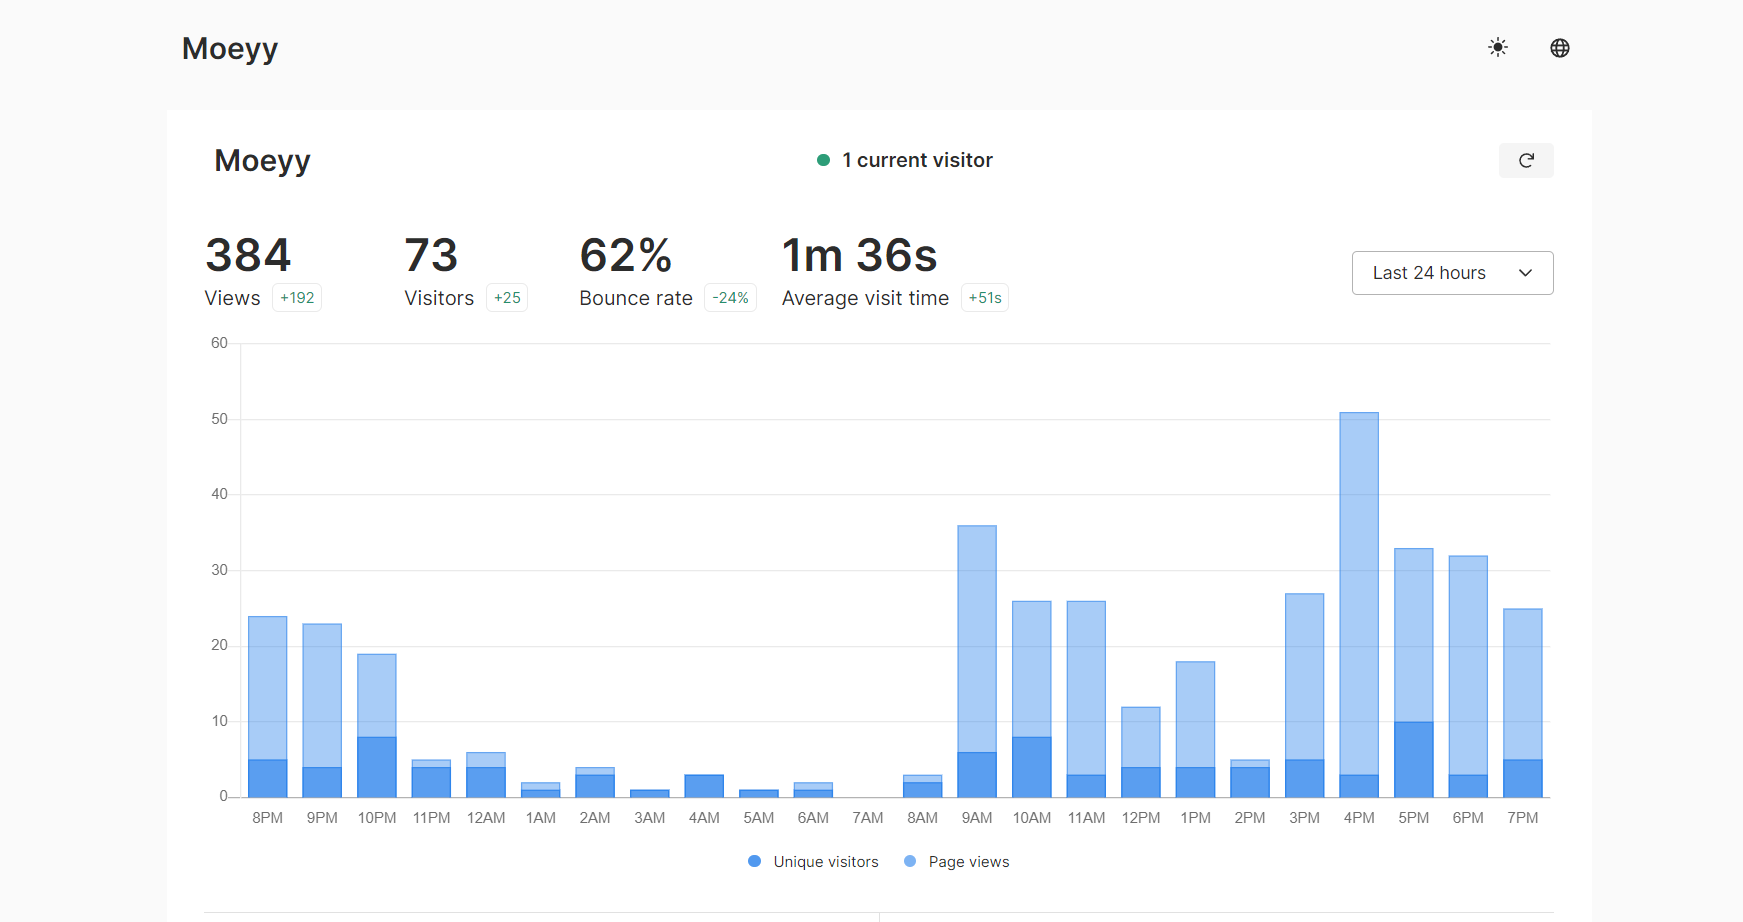 Moeyy
Moeyy
1 current visitor
384
Views +192
73
Visitors +25
62%
Bounce rate -24%
1m 36s
Average visit time +51s
Last 24 hours
60
50
40
30
20
10
0
8PM 9PM 10PM 11PM 12AM 1AM 2AM 3AM 4AM 5AM 6AM 7AM 8AM 9AM 10AM 11AM 12PM 1PM 2PM 3PM 4PM 5PM 6PM 7PM
Unique visitors Page views